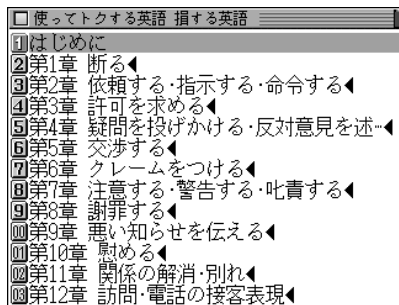 使ってトクする英語 損する英語
1はじめに
2第1章 断る◀
3第2章 依頼する·指示する·命令する◀
4第3章 許可を求める◀
5第4章 疑問を投げかける·反対意見を述…◀
6第5章 交渉する◀
7第6章 クレームをつける◀
8第7章 注意する·警告する·叱責する◀
9第8章 謝罪する◀
00第9章 悪い知らせを伝える◀
01第10章 慰める◀
02第11章 関係の解消·別れ◀
03第12章 訪問·電話の接客表現◀